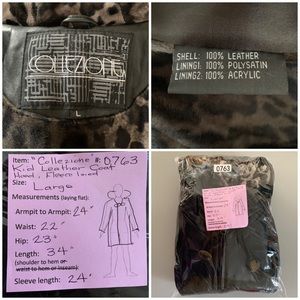 COLLEZIONE
L
SHELL: 100% LEATHER
LINING1: 100% POLYSATIN
LINING2: 100% ACRYLIC
Item: "Collezione #: 0763
Kid Leather Coat
Hood, Fleece lined
Size: Large
Measurements (laying flat):
Armpit to Armpit: 24"
Waist: 22"
Hip: 23"
Length: 34"
(shoulder to hem or
waist to hem or inseam):
Sleeve length: 24"
0763